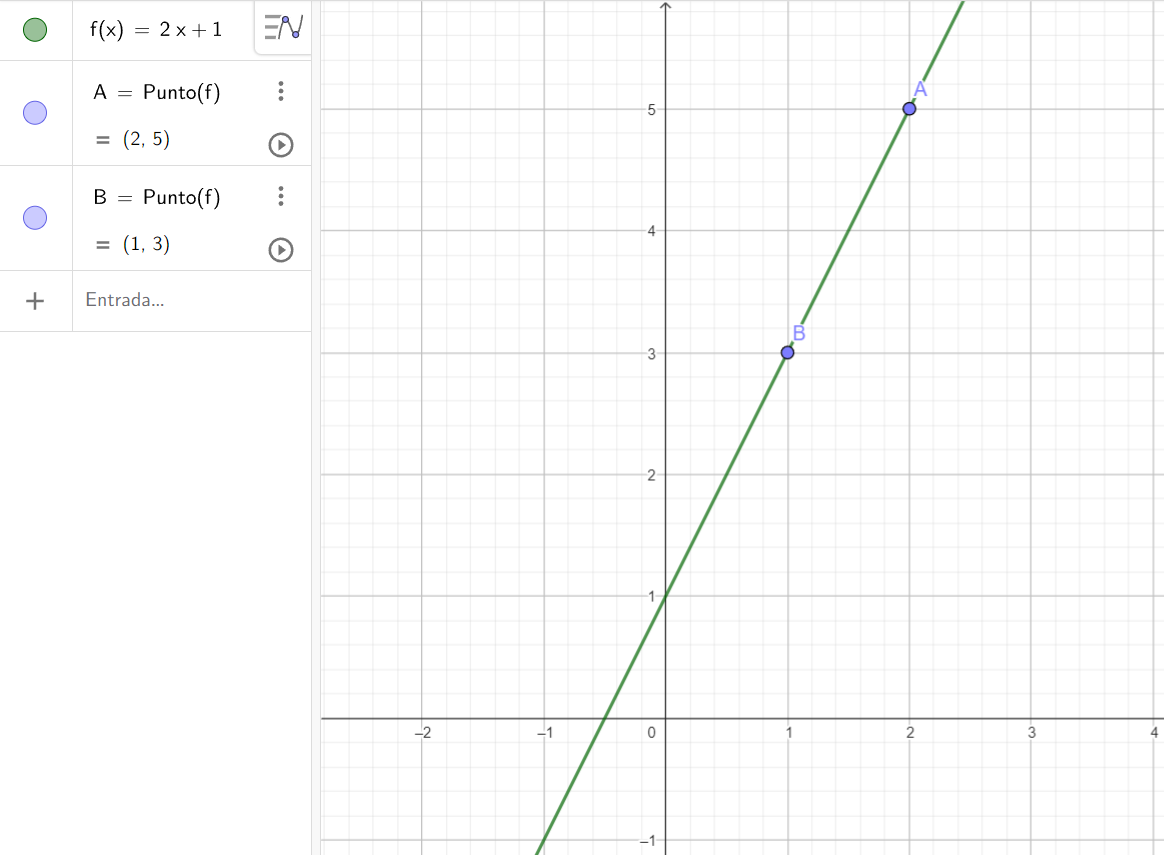 f(x) = 2 x + 1
A = Punto(f)
= (2, 5)
B = Punto(f)
= (1, 3)
+ Entrada...
A
5
4
B
3
2
1
–2 –1 0 1 2 3 4
–1